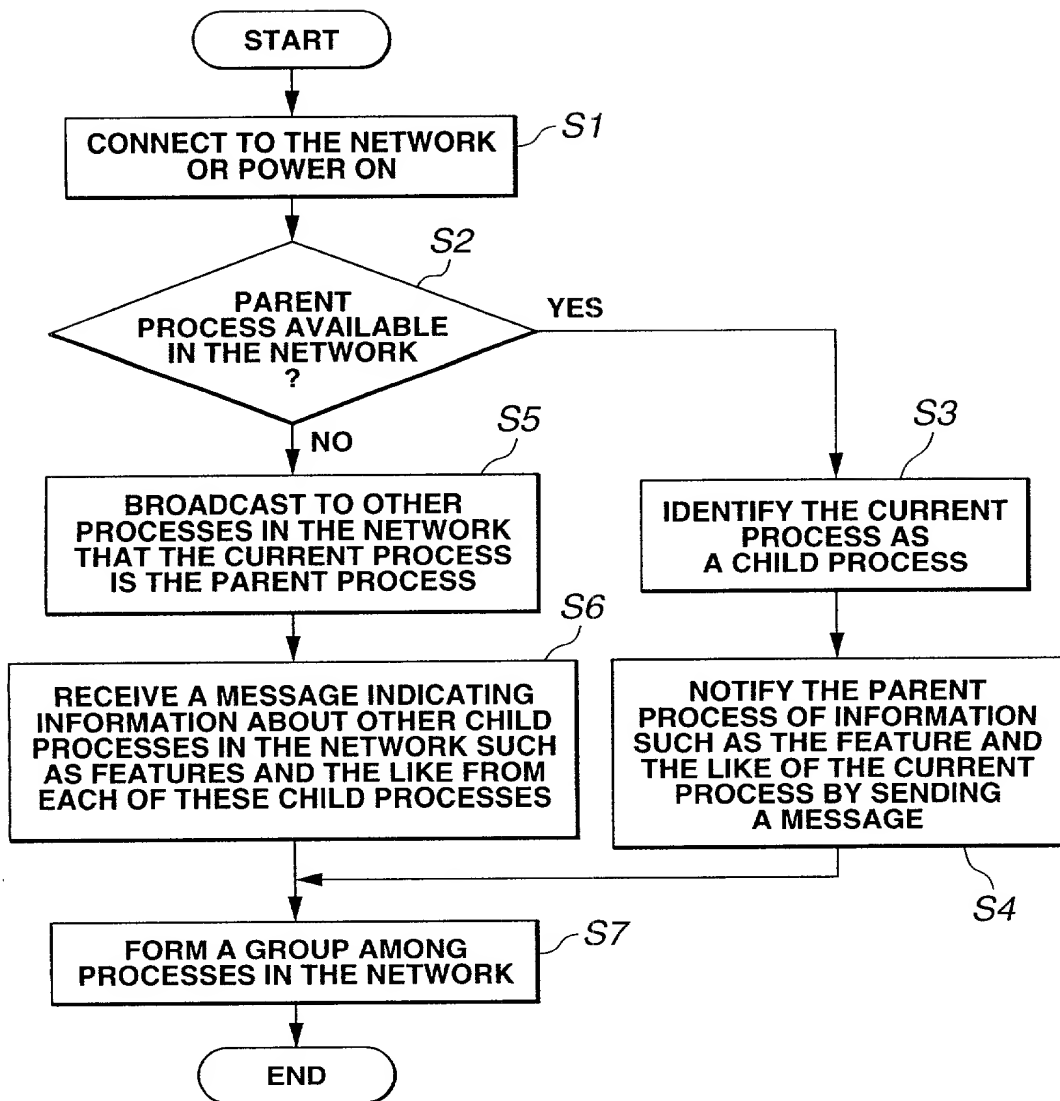 START
CONNECT TO THE NETWORK
OR POWER ON
S1
S2
PARENT
PROCESS AVAILABLE
IN THE NETWORK
?
YES
NO
S5
BROADCAST TO OTHER
PROCESSES IN THE NETWORK
THAT THE CURRENT PROCESS
IS THE PARENT PROCESS
S3
IDENTIFY THE CURRENT
PROCESS AS
A CHILD PROCESS
S6
RECEIVE A MESSAGE INDICATING
INFORMATION ABOUT OTHER CHILD
PROCESSES IN THE NETWORK SUCH
AS FEATURES AND THE LIKE FROM
EACH OF THESE CHILD PROCESSES
NOTIFY THE PARENT
PROCESS OF INFORMATION
SUCH AS THE FEATURE AND
THE LIKE OF THE CURRENT
PROCESS BY SENDING
A MESSAGE
S4
FORM A GROUP AMONG
PROCESSES IN THE NETWORK
S7
END